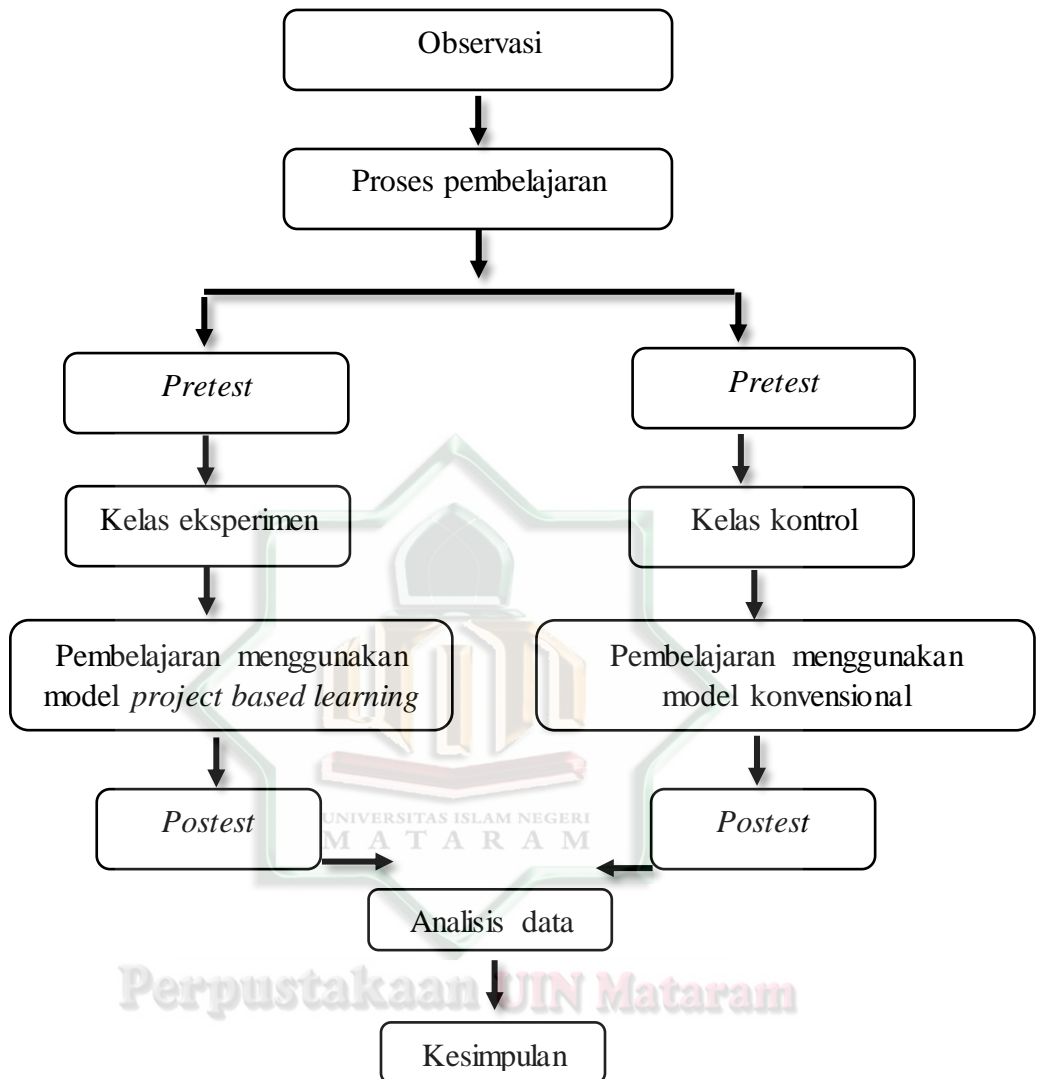 Observasi
Proses pembelajaran
Pretest
Pretest
Kelas eksperimen
Kelas kontrol
Pembelajaran menggunakan
model project based learning
Pembelajaran menggunakan
model konvensional
Postest
Postest
UNIVERSITAS ISLAM NEGERI
MATARAM
Analisis data
Perpustakaan UIN Mataram
Kesimpulan